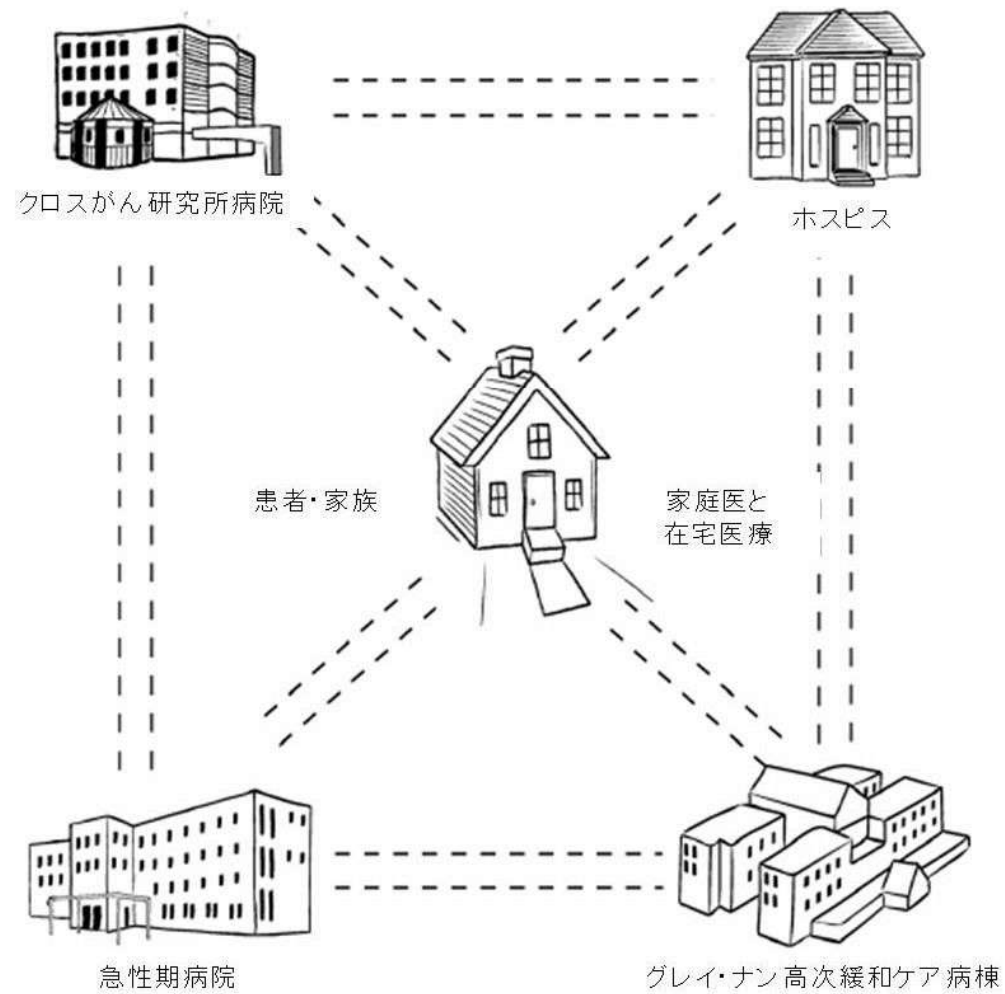 クロスがん研究所病院
ホスピス
患者・家族
家庭医と
在宅医療
急性期病院
グレイ・ナン高次緩和ケア病棟